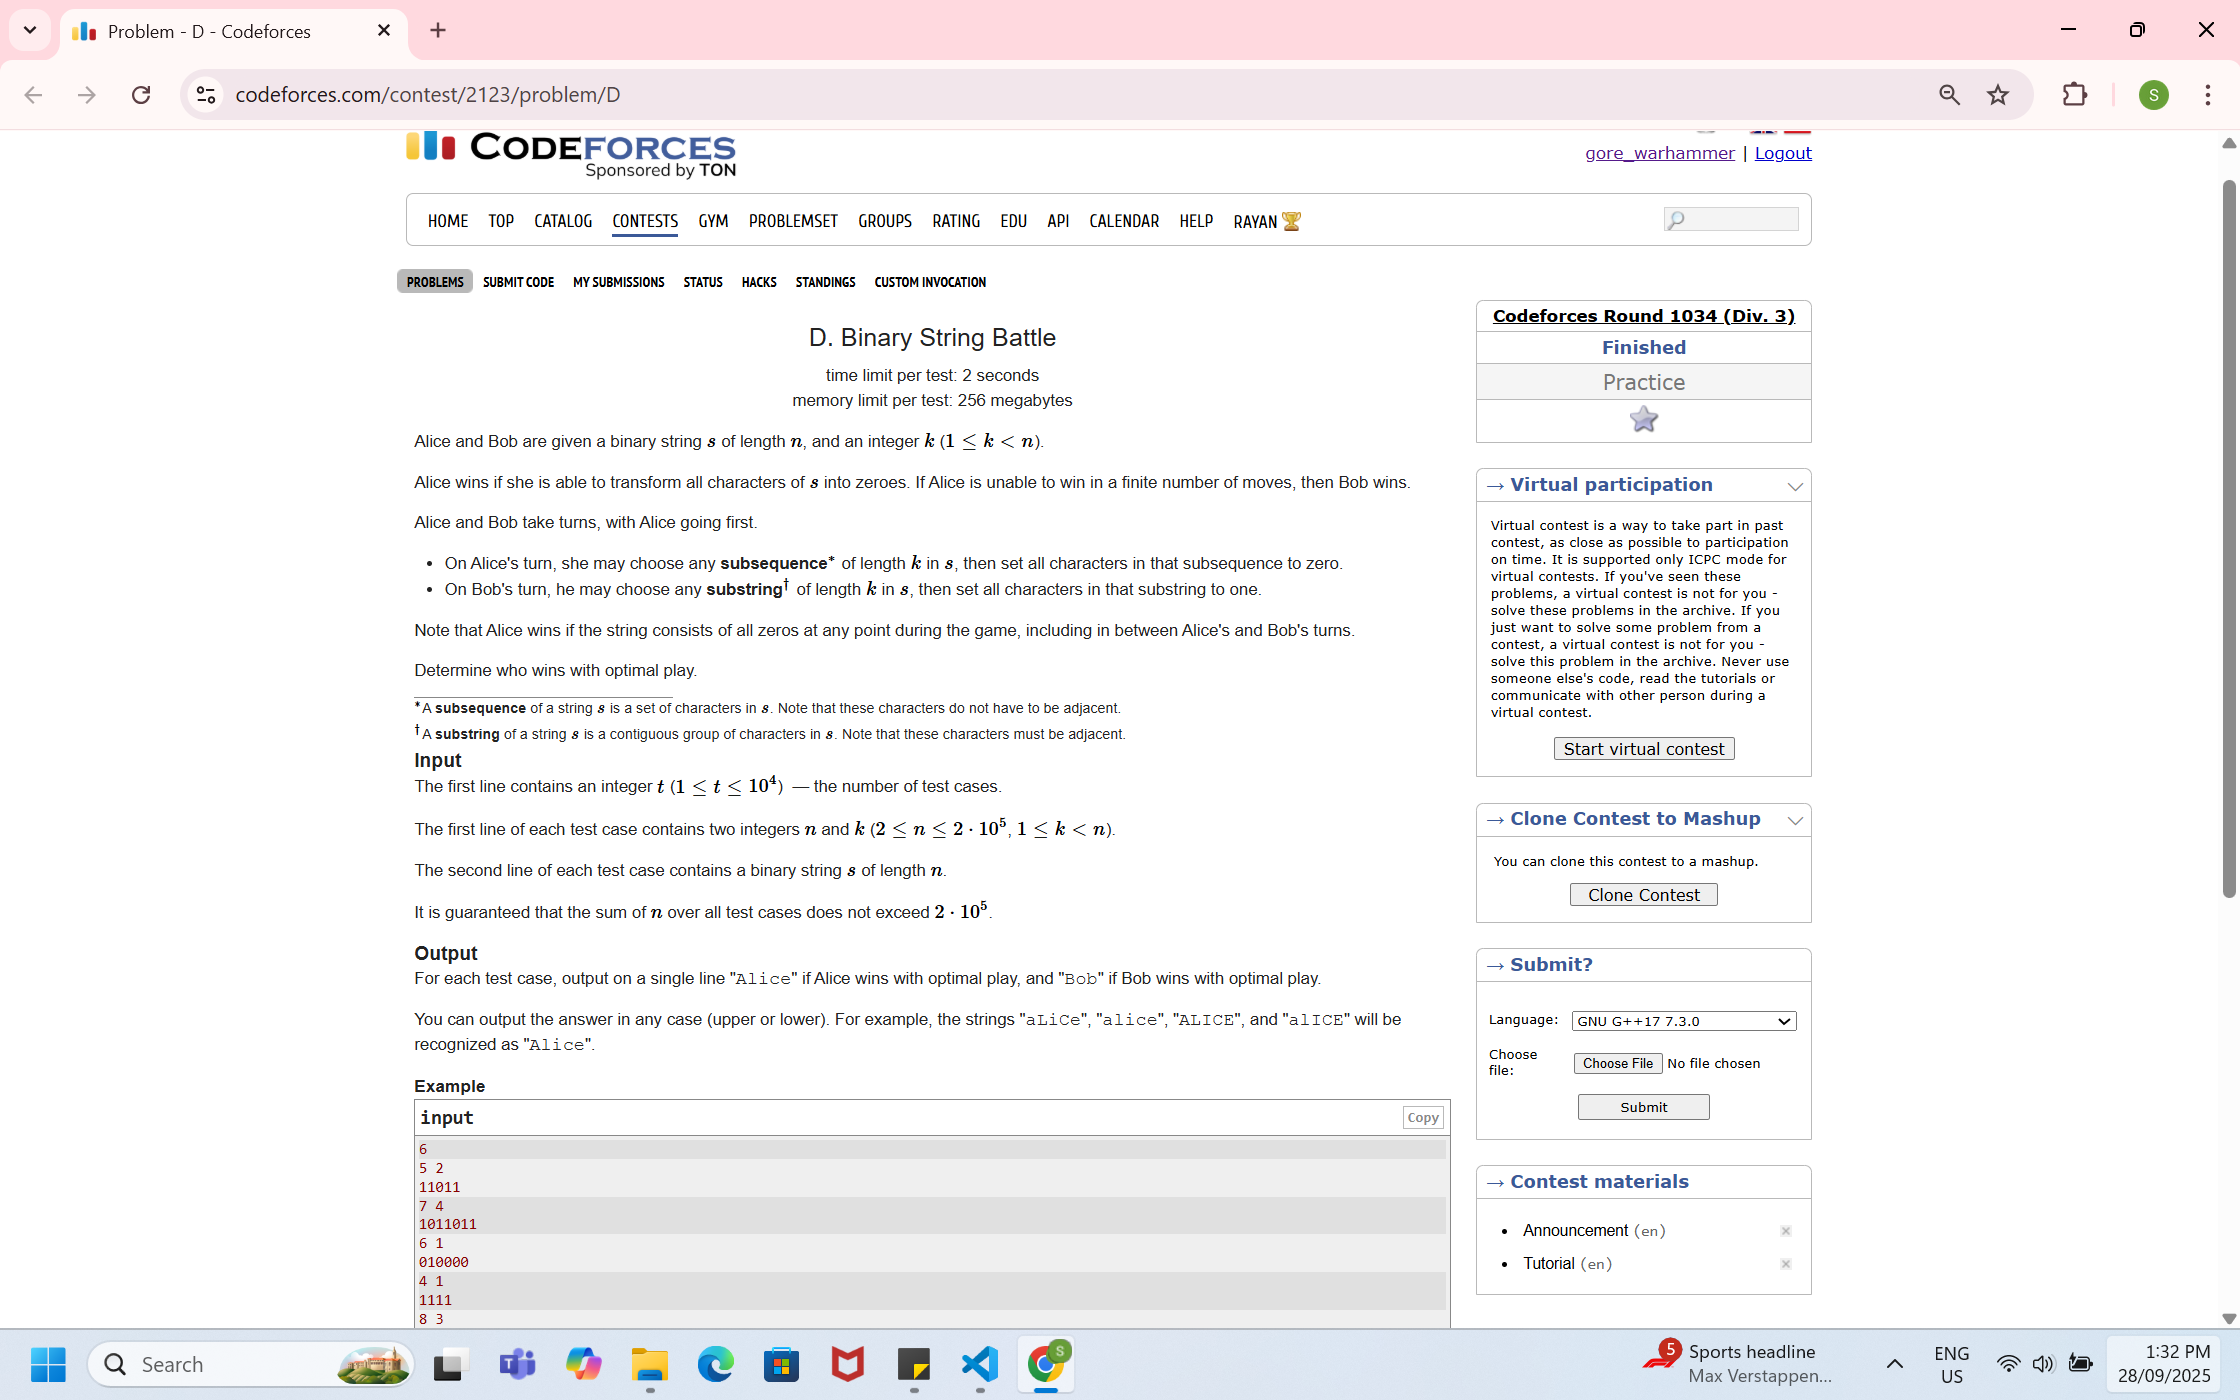 Problem - D - Codeforces
codeforces.com/contest/2123/problem/D
S
CODEFORCES
Sponsored by TON
gore_warhammer | Logout
HOME TOP CATALOG CONTESTS GYM PROBLEMSET GROUPS RATING EDU API CALENDAR HELP RAYAN
PROBLEMS SUBMIT CODE MY SUBMISSIONS STATUS HACKS STANDINGS CUSTOM INVOCATION
D. Binary String Battle
time limit per test: 2 seconds
memory limit per test: 256 megabytes
Alice and Bob are given a binary string s of length n, and an integer k (1 ≤ k < n).
Alice wins if she is able to transform all characters of s into zeroes. If Alice is unable to win in a finite number of moves, then Bob wins.
Alice and Bob take turns, with Alice going first.
• On Alice's turn, she may choose any subsequence* of length k in s, then set all characters in that subsequence to zero.
• On Bob's turn, he may choose any substring† of length k in s, then set all characters in that substring to one.
Note that Alice wins if the string consists of all zeros at any point during the game, including in between Alice's and Bob's turns.
Determine who wins with optimal play.
*A subsequence of a string s is a set of characters in s. Note that these characters do not have to be adjacent.
†A substring of a string s is a contiguous group of characters in s. Note that these characters must be adjacent.
Input
The first line contains an integer t (1 ≤ t ≤ 10⁴) — the number of test cases.
The first line of each test case contains two integers n and k (2 ≤ n ≤ 2 · 10⁵, 1 ≤ k < n).
The second line of each test case contains a binary string s of length n.
It is guaranteed that the sum of n over all test cases does not exceed 2 · 10⁵.
Output
For each test case, output on a single line "Alice" if Alice wins with optimal play, and "Bob" if Bob wins with optimal play.
You can output the answer in any case (upper or lower). For example, the strings "aLiCe", "alice", "ALICE", and "alICE" will be
recognized as "Alice".
Example
input
Copy
6
5 2
11011
7 4
1011011
6 1
010000
4 1
1111
8 3
Codeforces Round 1034 (Div. 3)
Finished
Practice
→ Virtual participation
Virtual contest is a way to take part in past
contest, as close as possible to participation
on time. It is supported only ICPC mode for
virtual contests. If you've seen these
problems, a virtual contest is not for you -
solve these problems in the archive. If you
just want to solve some problem from a
contest, a virtual contest is not for you -
solve this problem in the archive. Never use
someone else's code, read the tutorials or
communicate with other person during a
virtual contest.
Start virtual contest
→ Clone Contest to Mashup
You can clone this contest to a mashup.
Clone Contest
→ Submit?
Language: GNU G++17 7.3.0
Choose
file:
Choose File No file chosen
Submit
→ Contest materials
• Announcement (en)
• Tutorial (en)
Search
S
5
Sports headline
Max Verstappen...
ENG
US
1:32 PM
28/09/2025